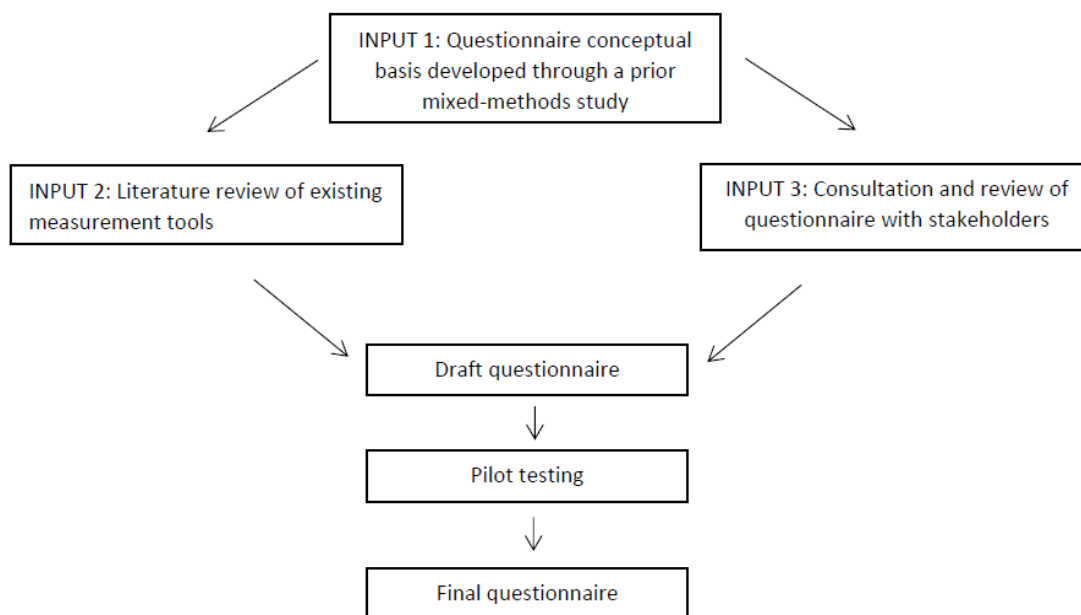 INPUT 1: Questionnaire conceptual
basis developed through a prior
mixed-methods study
INPUT 2: Literature review of existing
measurement tools
INPUT 3: Consultation and review of
questionnaire with stakeholders
Draft questionnaire
Pilot testing
Final questionnaire